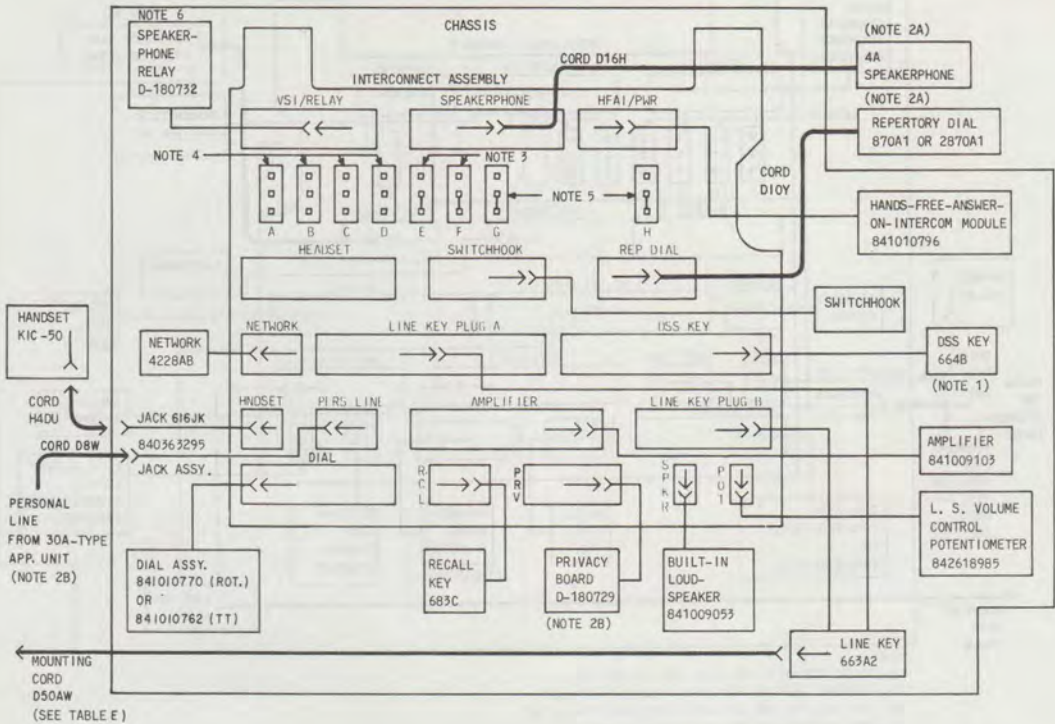 NOTE 6
SPEAKER-
PHONE
RELAY
D-180732
CHASSIS
(NOTE 2A)
4A
SPEAKERPHONE
CORD D16H
INTERCONNECT ASSEMBLY
VSI/RELAY
SPEAKERPHONE
HFAI/PWR
(NOTE 2A)
REPERTORY DIAL
870A1 OR 2870A1
NOTE 4
NOTE 3
NOTE 5
CORD
D10Y
A
B
C
D
E
F
G
H
HANDS-FREE-ANSWER-
ON-INTERCOM MODULE
841010796
HEADSET
SWITCHHOOK
REP DIAL
SWITCHHOOK
HANDSET
KIC-50
NETWORK
LINE KEY PLUG A
DSS KEY
NETWORK
4228AB
DSS KEY
664B
(NOTE 1)
CORD
H4DU
JACK 616JK
HNDSET
PERS LINE
AMPLIFIER
LINE KEY PLUG B
CORD D8W
840363295
JACK ASSY.
DIAL
RCL
PRV
SPKR
POT
AMPLIFIER
841009103
PERSONAL
LINE
FROM 30A-TYPE
APP. UNIT
(NOTE 2B)
L. S. VOLUME
CONTROL
POTENTIOMETER
842618985
DIAL ASSY.
841010770 (ROT.)
OR
841010762 (TT)
RECALL
KEY
683C
PRIVACY
BOARD
D-180729
(NOTE 2B)
BUILT-IN
LOUD-
SPEAKER
841009053
LINE KEY
663A2
MOUNTING
CORD
D50AW
(SEE TABLE E)